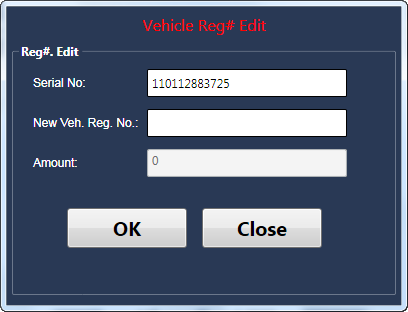 Vehicle Reg# Edit
Reg#. Edit
Serial No: 110112883725
New Veh. Reg. No.:
Amount: 0
OK Close